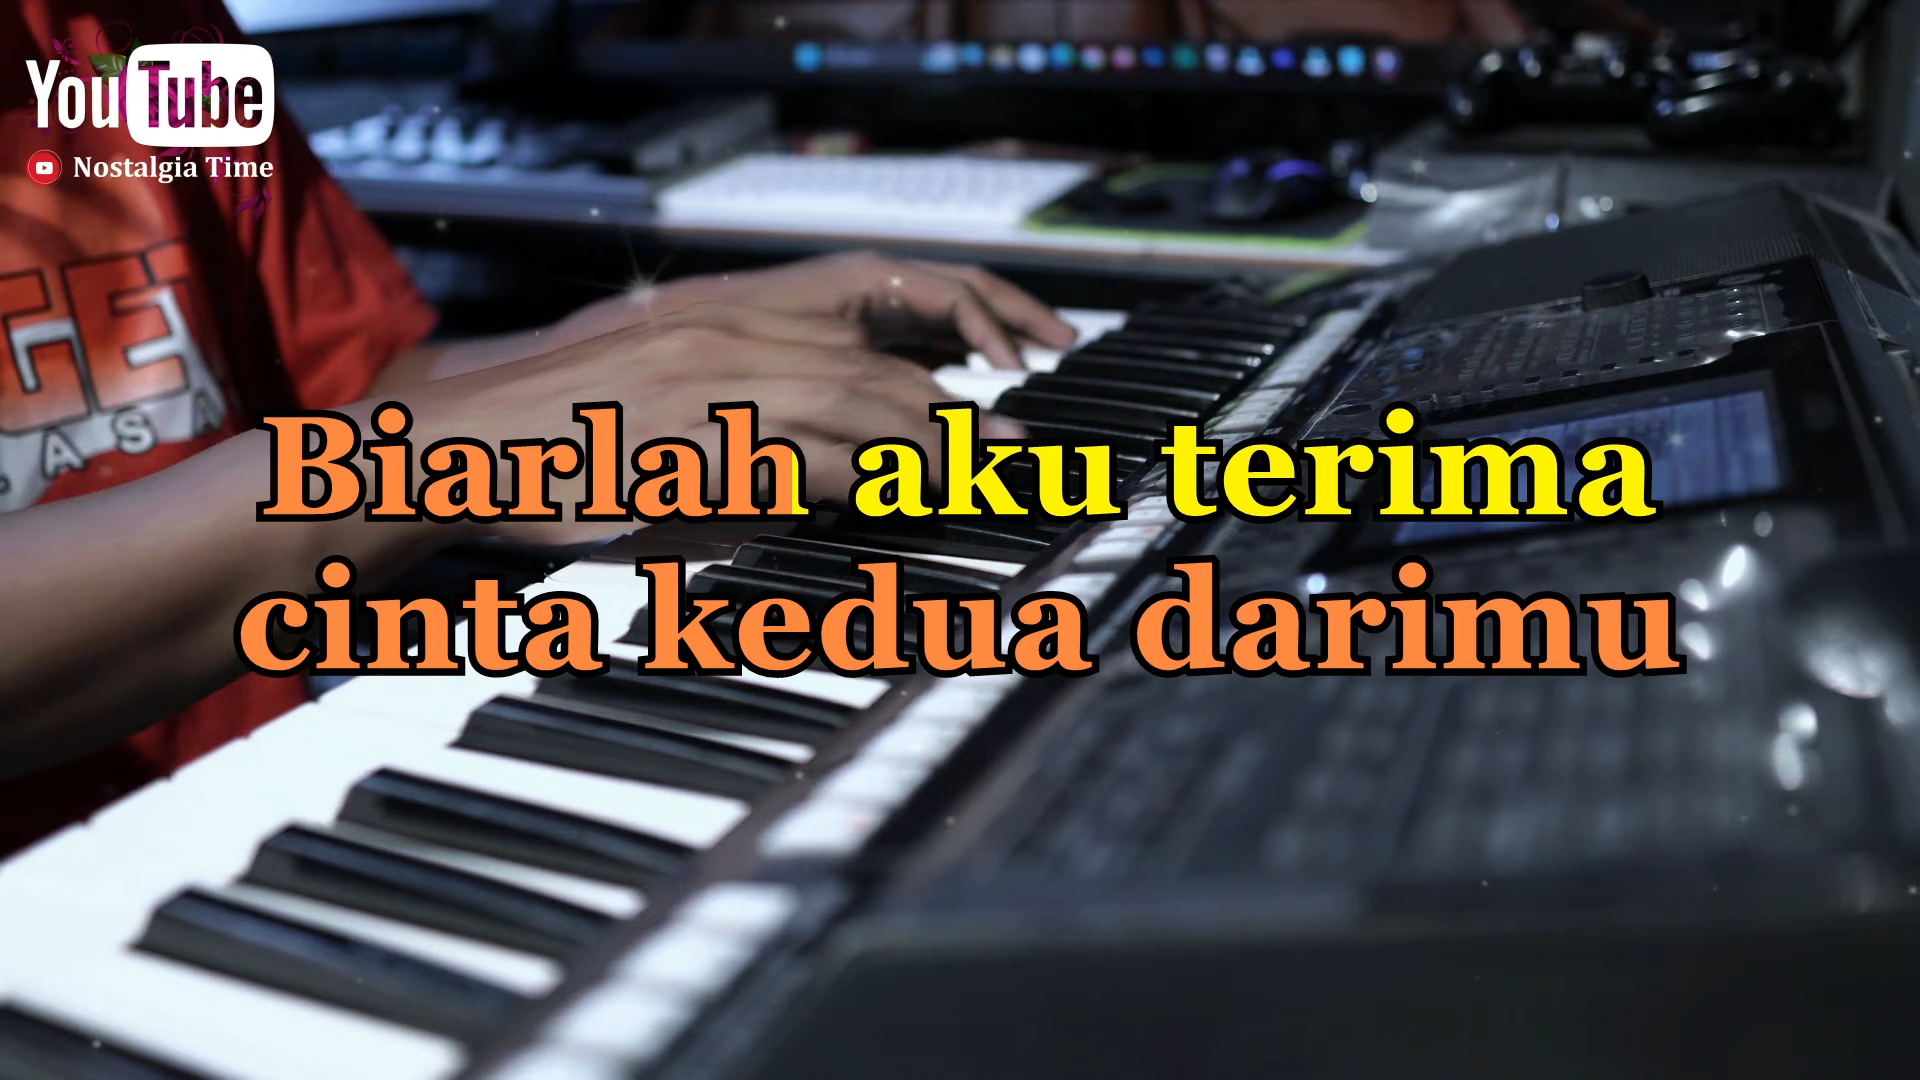 YouTube
Nostalgia Time
Biarlah aku terima
cinta kedua darimu